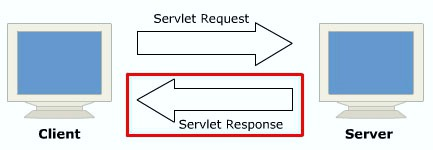 Servlet Request
Servlet Response
Client
Server